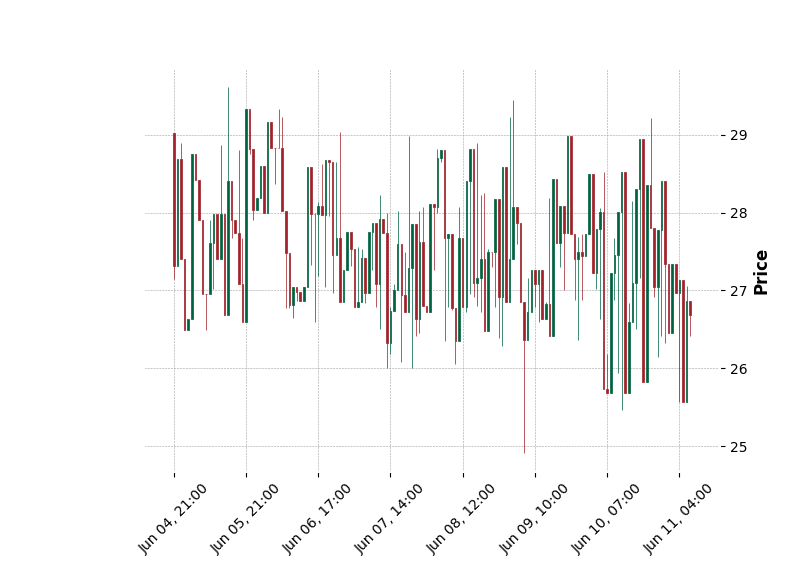 29
28
27
26
25
Price
Jun 04, 21:00
Jun 05, 21:00
Jun 06, 17:00
Jun 07, 14:00
Jun 08, 12:00
Jun 09, 10:00
Jun 10, 07:00
Jun 11, 04:00